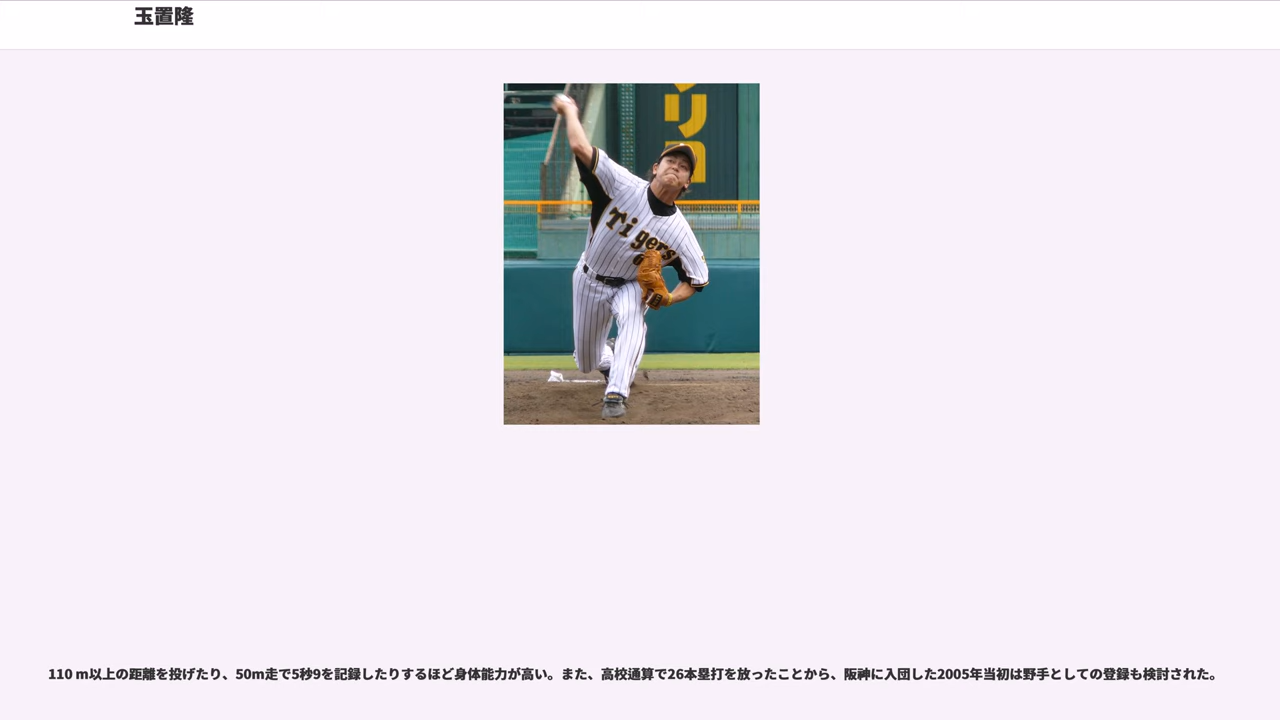 玉置隆
リコ
Tigers
6
110 m以上の距離を投げたり、50m走で5秒9を記録したりするほど身体能力が高い。また、高校通算で26本塁打を放ったことから、阪神に入団した2005年当初は野手としての登録も検討された。